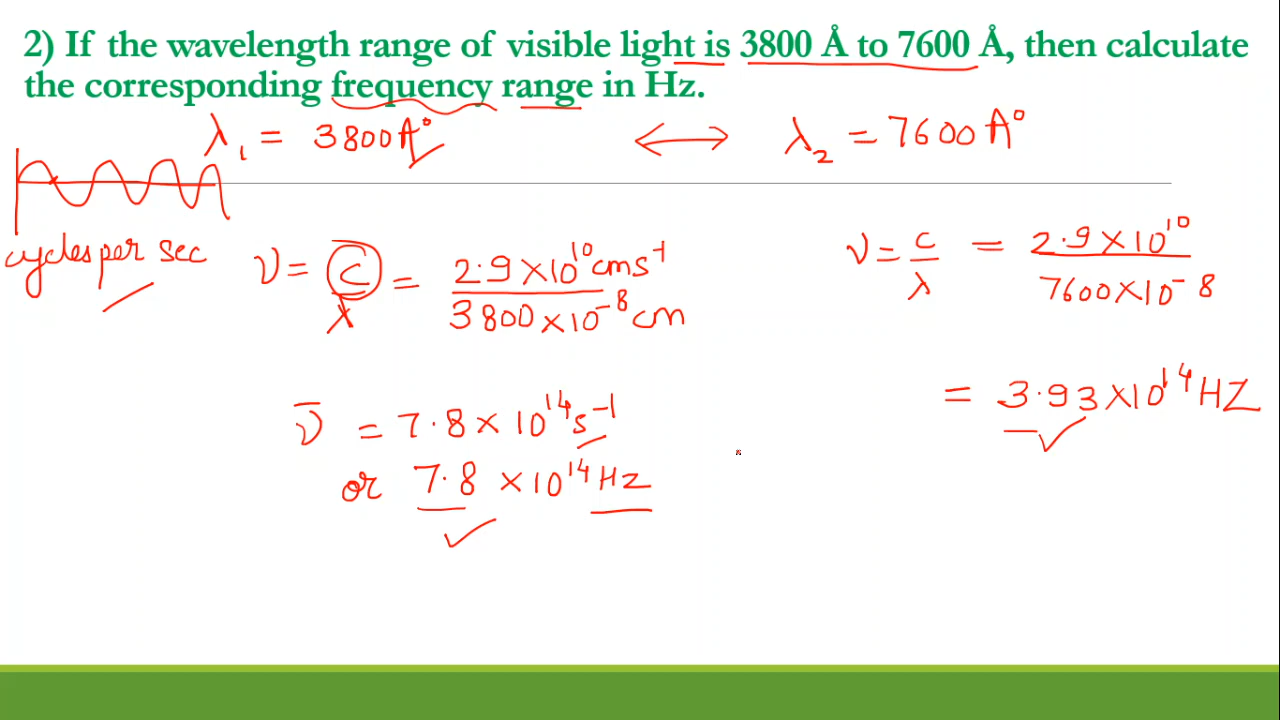 2) If the wavelength range of visible light is 3800 Å to 7600 Å, then calculate
the corresponding frequency range in Hz.
λ₁ = 3800 A° ⟷ λ₂ = 7600 A°
cycles per sec
ν = c/λ = 2.9 × 10¹⁰ cm s⁻¹ / 3800 × 10⁻⁸ cm
ν̄ = 7.8 × 10¹⁴ s⁻¹
or 7.8 × 10¹⁴ Hz
ν = c/λ = 2.9 × 10¹⁰ / 7600 × 10⁻⁸
= 3.93 × 10¹⁴ HZ